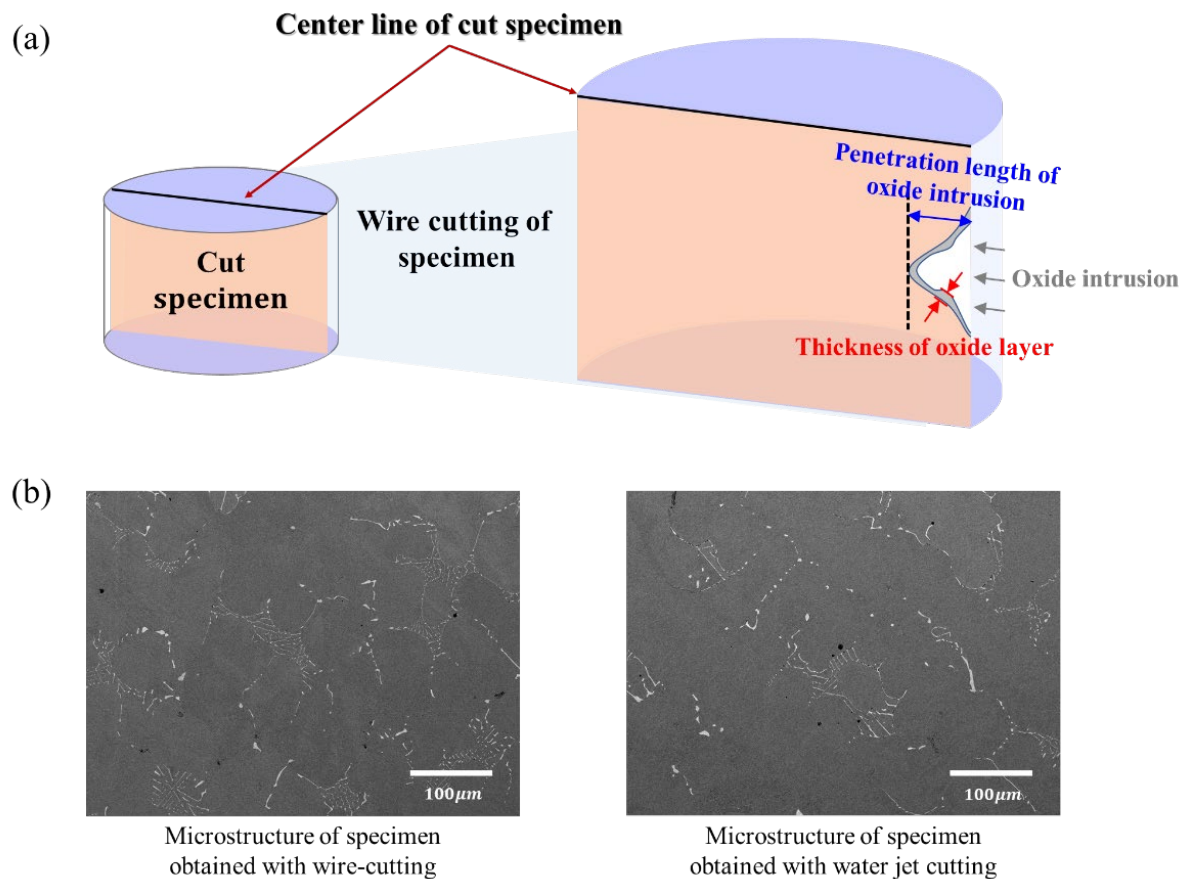 (a)
Center line of cut specimen
Penetration length of
oxide intrusion
Wire cutting of
specimen
Cut
specimen
Oxide intrusion
Thickness of oxide layer
(b)
100μm
100μm
Microstructure of specimen
obtained with wire-cutting
Microstructure of specimen
obtained with water jet cutting